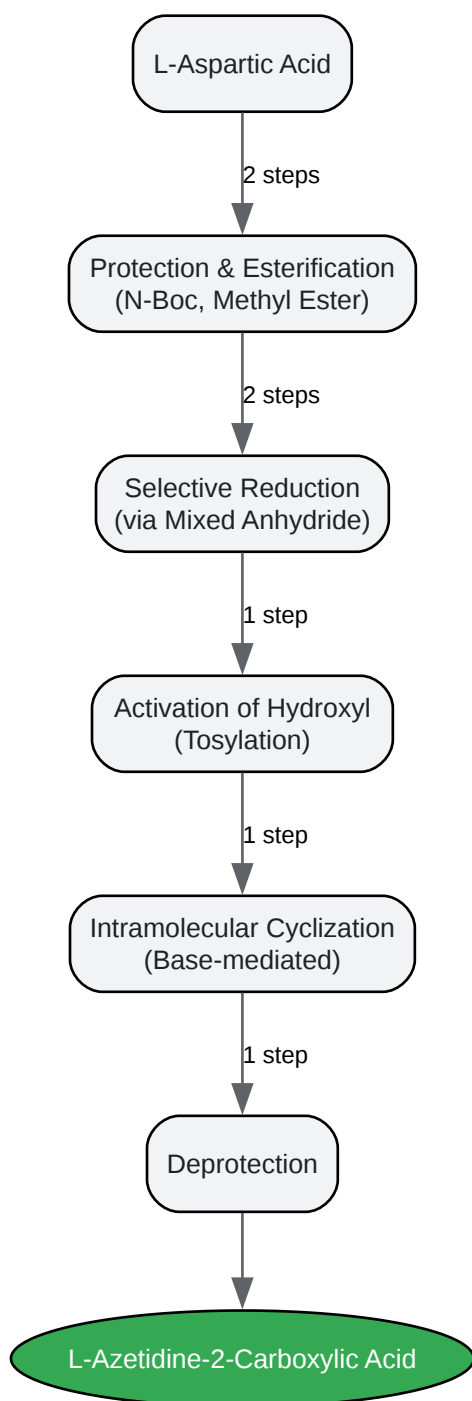 L-Aspartic Acid
2 steps
Protection & Esterification
(N-Boc, Methyl Ester)
2 steps
Selective Reduction
(via Mixed Anhydride)
1 step
Activation of Hydroxyl
(Tosylation)
1 step
Intramolecular Cyclization
(Base-mediated)
1 step
Deprotection
L-Azetidine-2-Carboxylic Acid